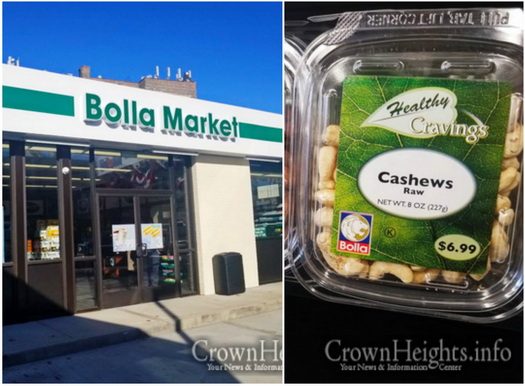 Bolla Market
CrownHeights.info
Your News & Information
PULL TAB, LIFT CORNER
Healthy
Cravings
Cashews
Raw
NET WT. 8 OZ (227g)
Bolla
K
$6.99
CrownHeights.info
Your News & Information Center